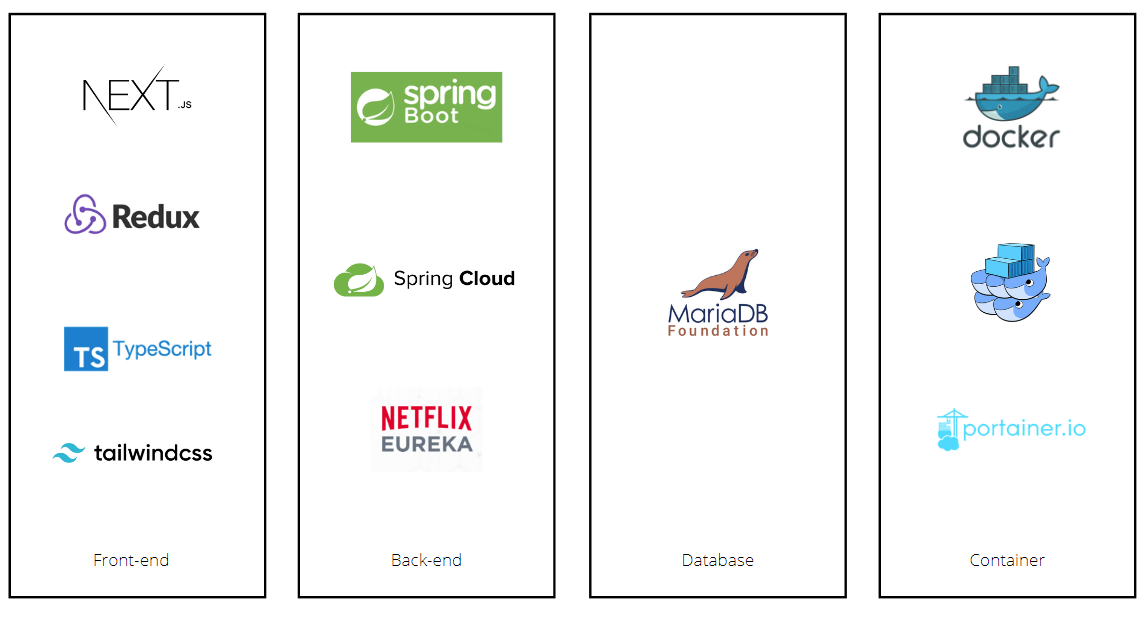 NEXT.JS
Redux
TS TypeScript
tailwindcss
Front-end
spring
Boot
Spring Cloud
NETFLIX
EUREKA
Back-end
MariaDB
Foundation
Database
docker
portainer.io
Container